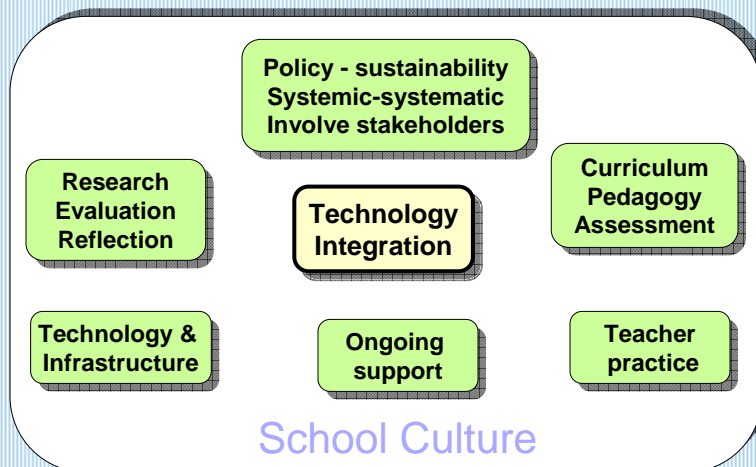 Policy - sustainability
Systemic-systematic
Involve stakeholders
Research
Evaluation
Reflection
Technology
Integration
Curriculum
Pedagogy
Assessment
Technology &
Infrastructure
Ongoing
support
Teacher
practice
School Culture